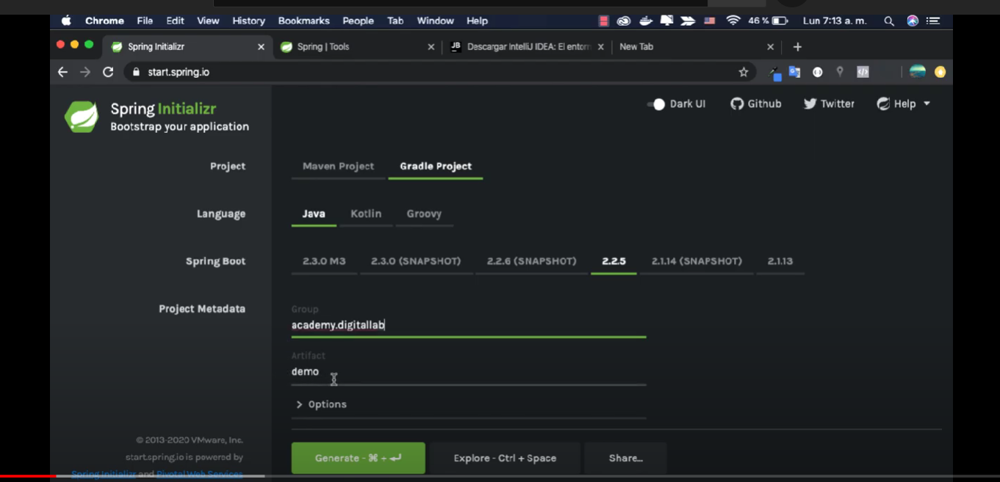 Chrome File Edit View History Bookmarks People Tab Window Help 46 % Lun 7:13 a. m.
Spring Initializr Spring | Tools JB Descargar IntelliJ IDEA: El entorn New Tab
start.spring.io
Dark UI Github Twitter Help
Spring Initializr
Bootstrap your application
Project Maven Project Gradle Project
Language Java Kotlin Groovy
Spring Boot 2.3.0 M3 2.3.0 (SNAPSHOT) 2.2.6 (SNAPSHOT) 2.2.5 2.1.14 (SNAPSHOT) 2.1.13
Project Metadata Group
academy.digitallab
Artifact
demo
Options
© 2013-2020 VMware, Inc.
start.spring.io is powered by
Spring Initializr and Pivotal Web Services
Generate - ⌘ + ↵ Explore - Ctrl + Space Share...